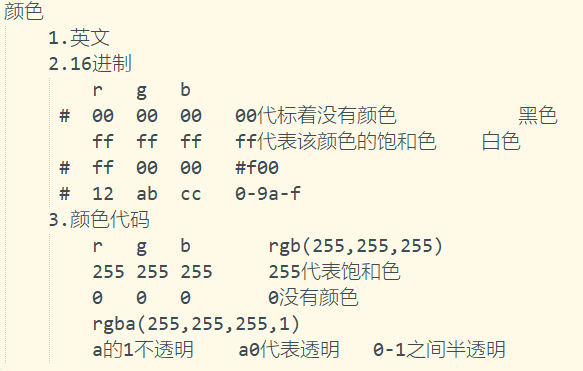 颜色
1.英文
2.16进制
r g b
# 00 00 00 00代标着没有颜色 黑色
ff ff ff ff代表该颜色的饱和色 白色
# ff 00 00 #f00
# 12 ab cc 0-9a-f
3.颜色代码
r g b rgb(255,255,255)
255 255 255 255代表饱和色
0 0 0 0没有颜色
rgba(255,255,255,1)
a的1不透明 a0代表透明 0-1之间半透明